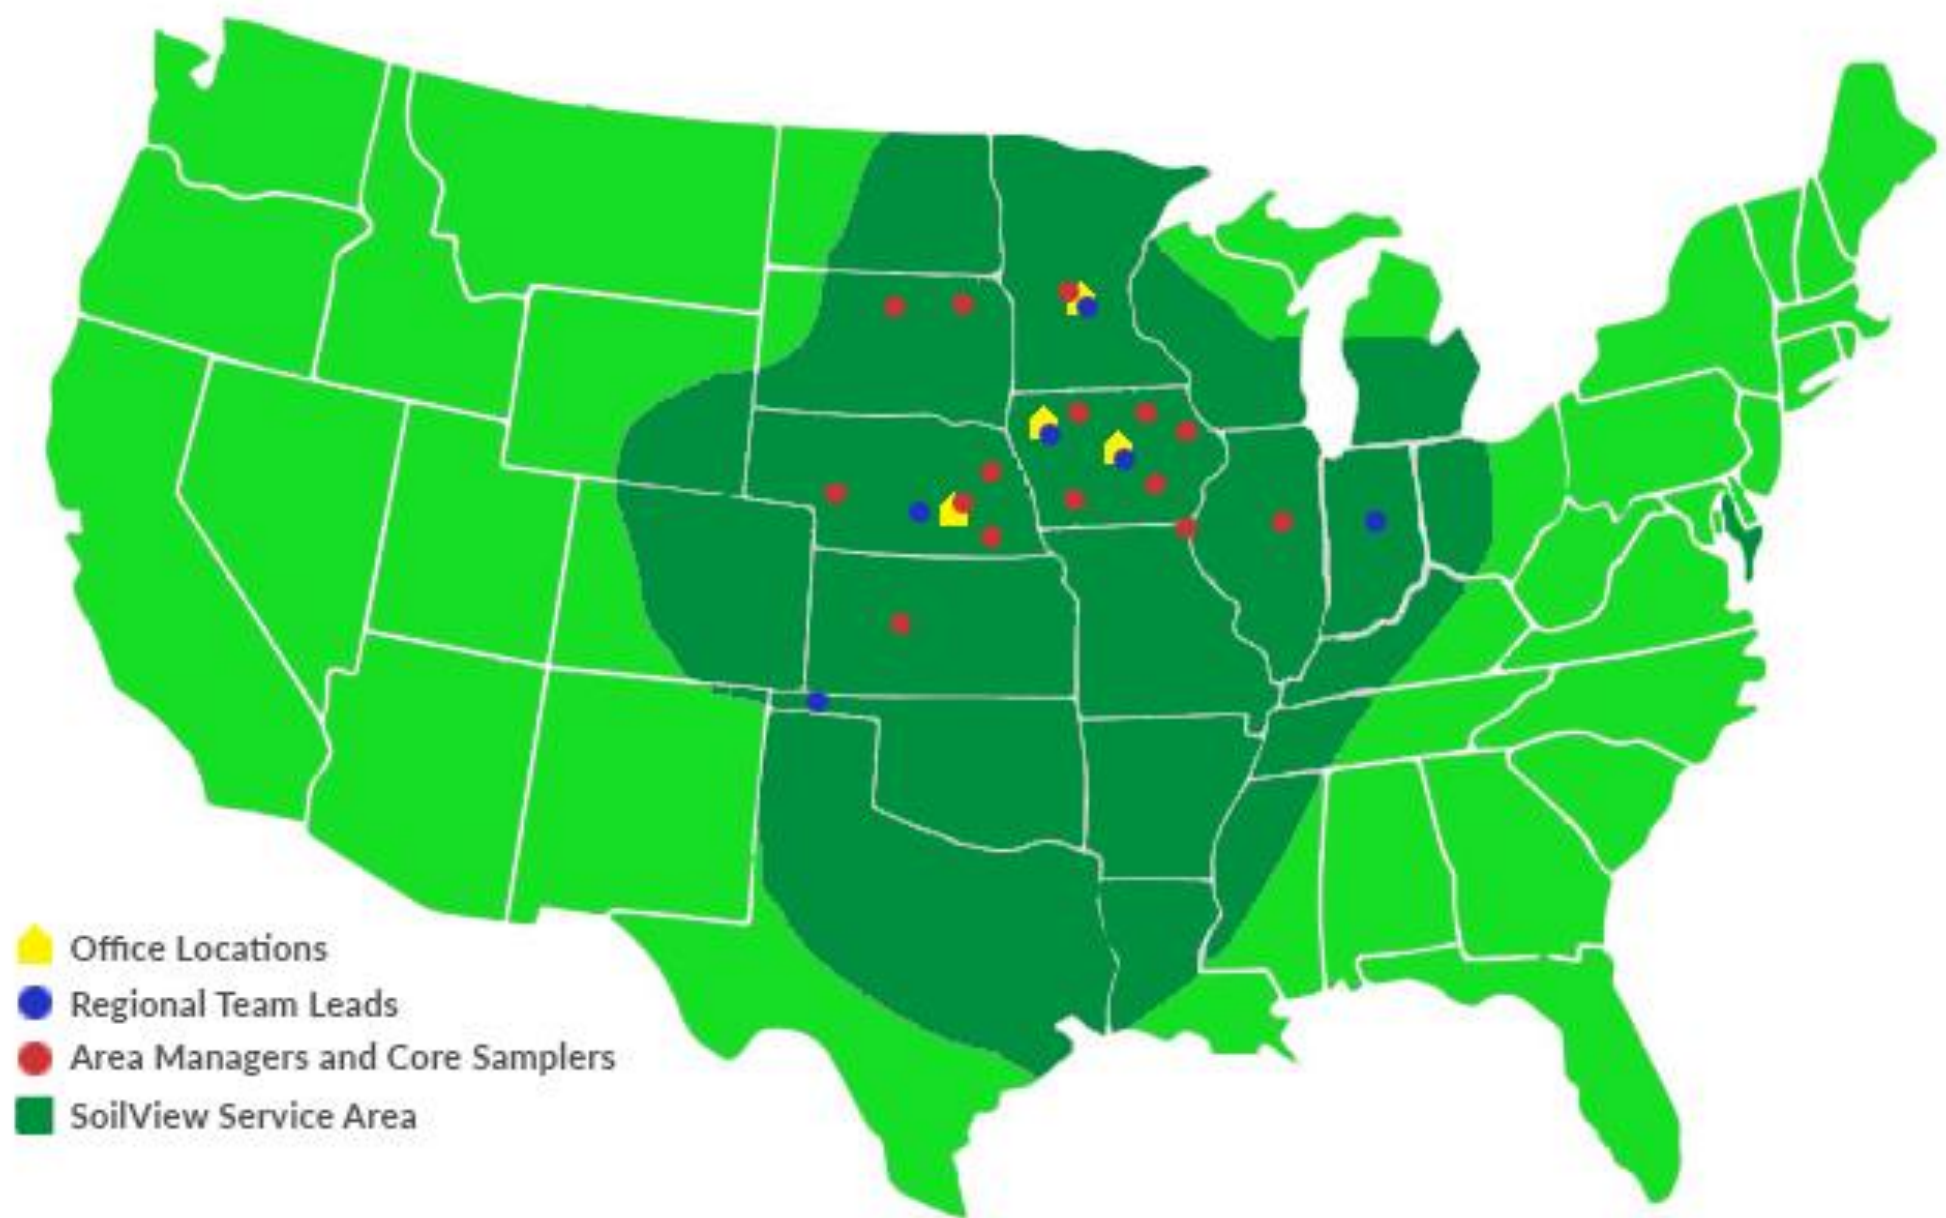 Office Locations
Regional Team Leads
Area Managers and Core Samplers
SoilView Service Area